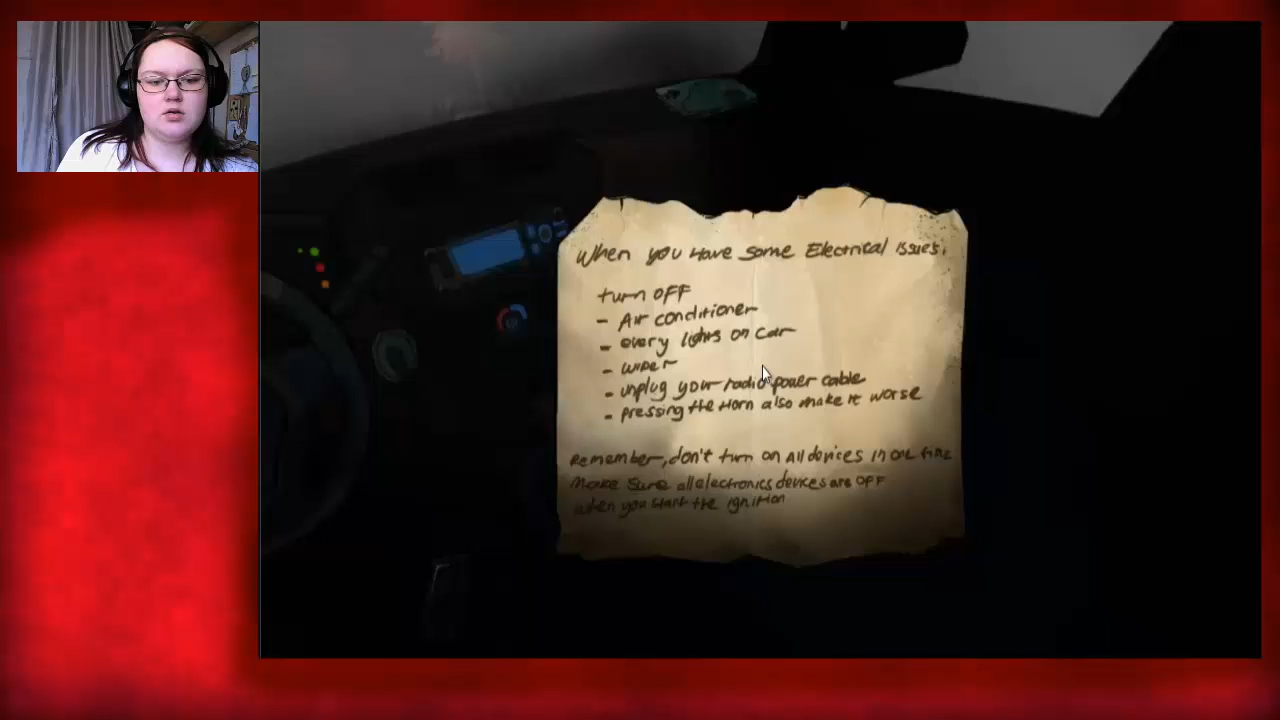 When you Have some Electrical Issues.
turn OFF
- Air conditioner
- every lights on car
- wiper
- unplug your radio power cable
- pressing the Horn also make it worse
Remember, don't turn on All devices in one time
Make Sure all electronics devices are OFF
when you start the ignition